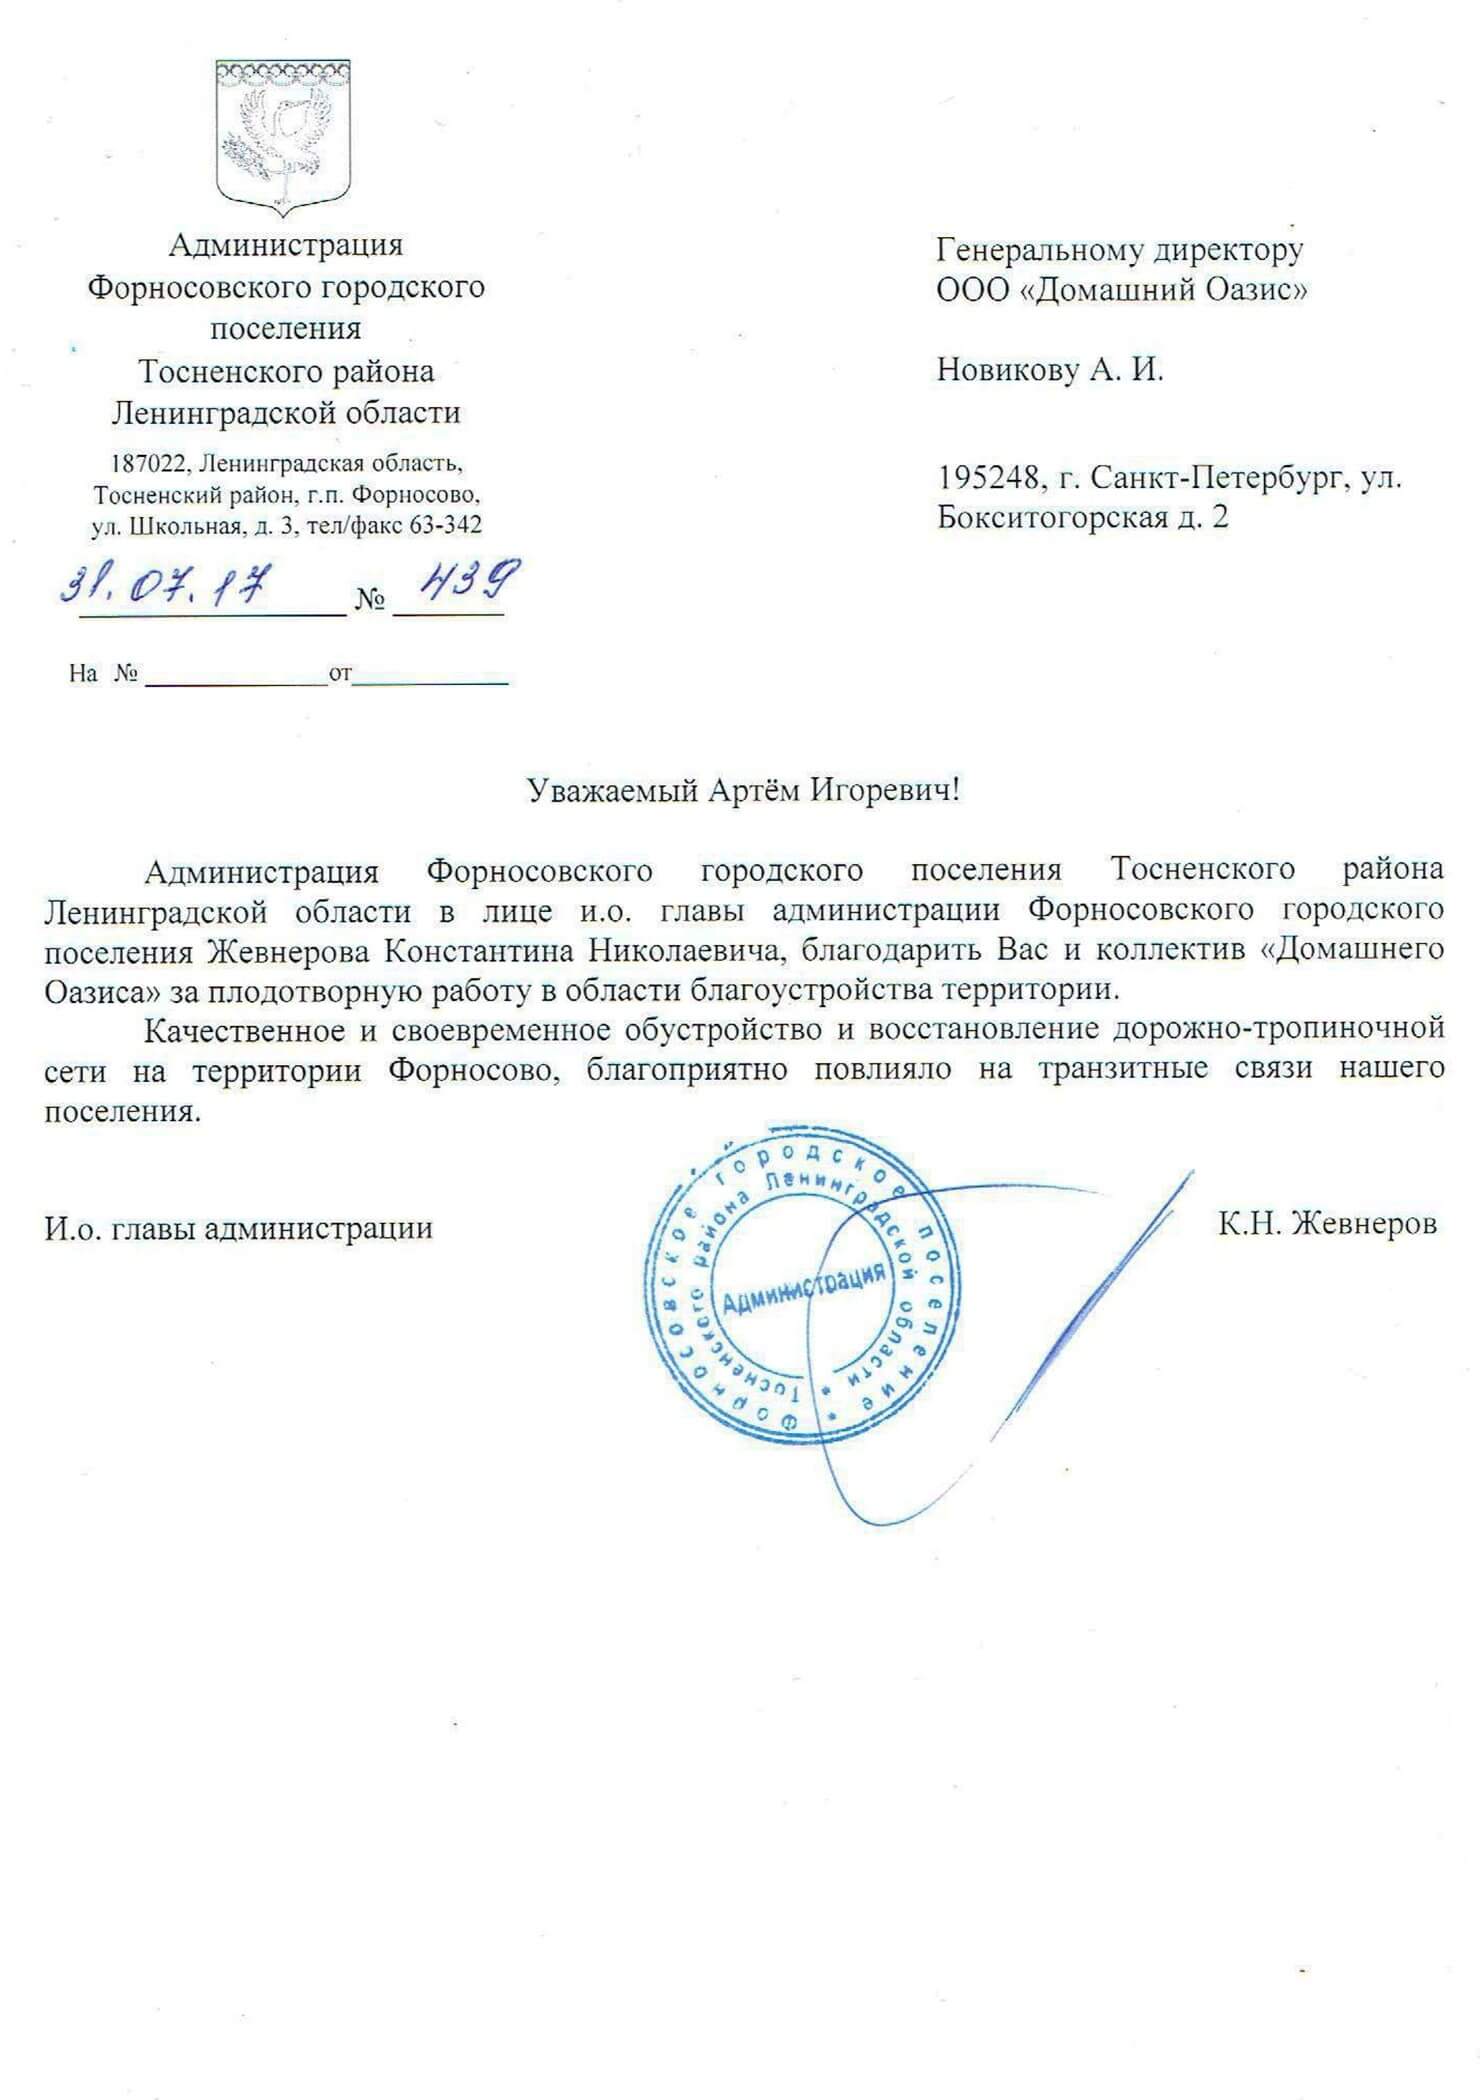 Администрация
Форносовского городского
поселения
Тосненского района
Ленинградской области
187022, Ленинградская область,
Тосненский район, г.п. Форносово,
ул. Школьная, д. 3, тел/факс 63-342
31.07.17 № 439
На № ____________от__________
Генеральному директору
ООО «Домашний Оазис»
Новикову А. И.
195248, г. Санкт-Петербург, ул.
Бокситогорская д. 2
Уважаемый Артём Игоревич!
Администрация Форносовского городского поселения Тосненского района
Ленинградской области в лице и.о. главы администрации Форносовского городского
поселения Жевнерова Константина Николаевича, благодарить Вас и коллектив «Домашнего
Оазиса» за плодотворную работу в области благоустройства территории.
Качественное и своевременное обустройство и восстановление дорожно-тропиночной
сети на территории Форносово, благоприятно повлияло на транзитные связи нашего
поселения.
И.о. главы администрации
К.Н. Жевнеров
Форносовское городское поселение *
Тосненского района Ленинградской области *
Администрация